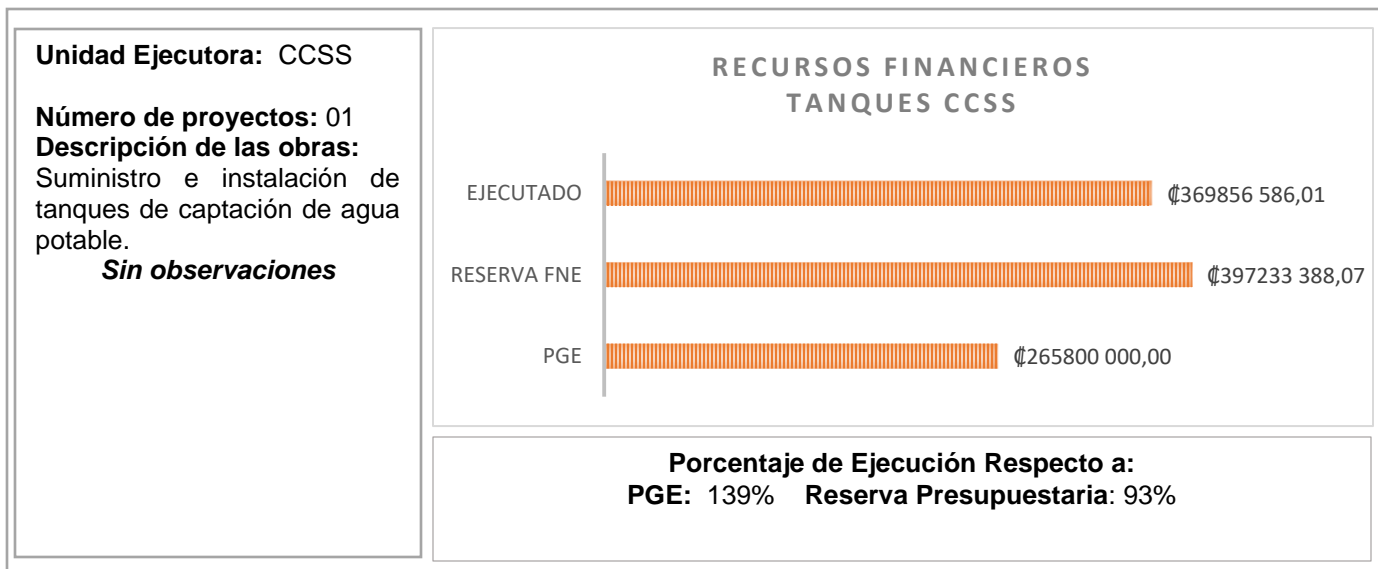 Unidad Ejecutora: CCSS
Número de proyectos: 01
Descripción de las obras:
Suministro e instalación de
tanques de captación de agua
potable.
Sin observaciones
RECURSOS FINANCIEROS
TANQUES CCSS
EJECUTADO
₡369856 586,01
RESERVA FNE
₡397233 388,07
PGE
₡265800 000,00
Porcentaje de Ejecución Respecto a:
PGE: 139% Reserva Presupuestaria: 93%